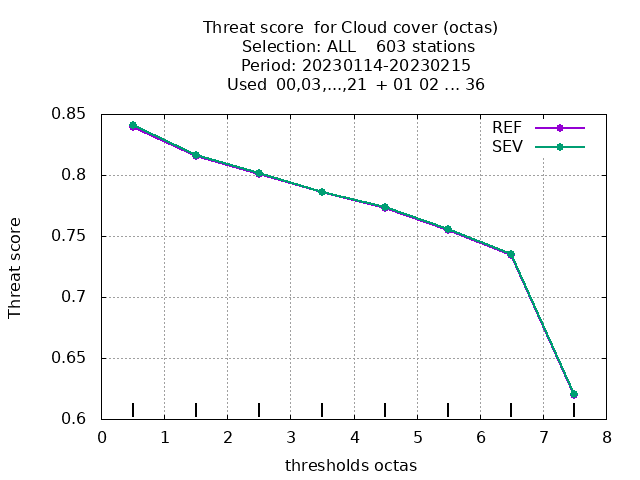 Threat score  for Cloud cover (octas)
Selection: ALL    603 stations
Period: 20230114-20230215
Used  00,03,...,21  + 01 02 ... 36
REF
SEV
0.85
0.8
0.75
0.7
0.65
0.6
Threat score
0 1 2 3 4 5 6 7 8
thresholds octas